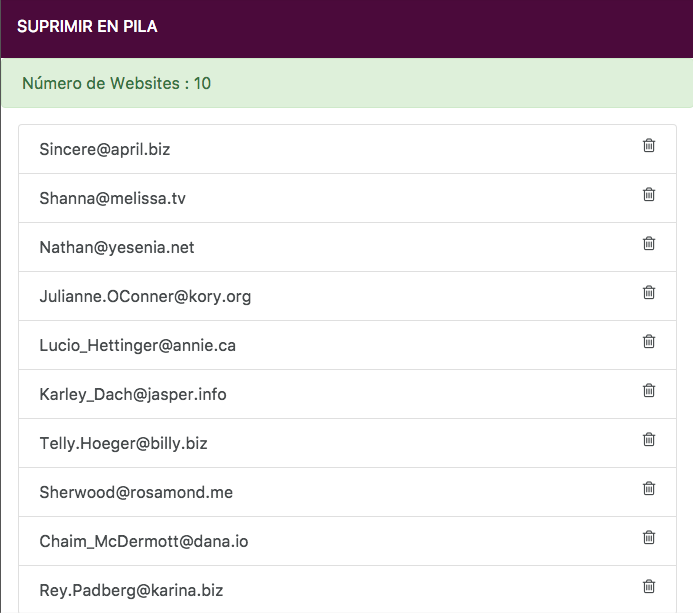 SUPRIMIR EN PILA
Número de Websites : 10
Sincere@april.biz
Shanna@melissa.tv
Nathan@yesenia.net
Julianne.OConner@kory.org
Lucio_Hettinger@annie.ca
Karley_Dach@jasper.info
Telly.Hoeger@billy.biz
Sherwood@rosamond.me
Chaim_McDermott@dana.io
Rey.Padberg@karina.biz